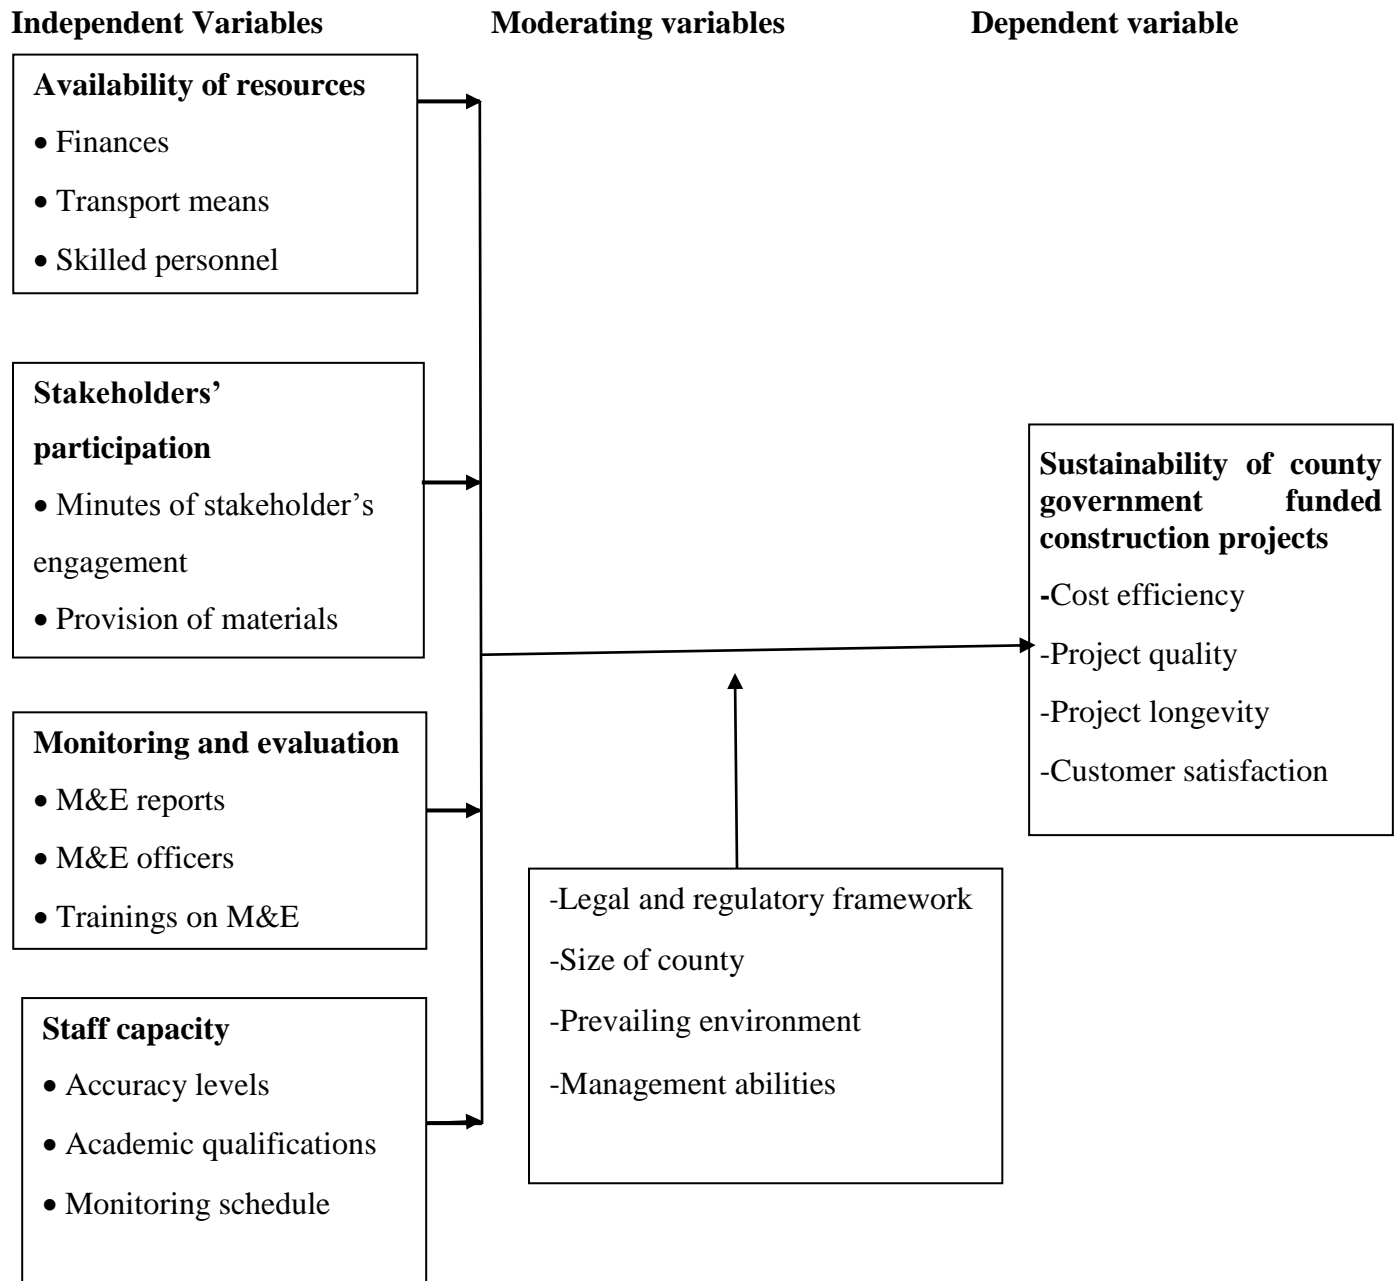 Independent Variables
Moderating variables
Dependent variable
Availability of resources
• Finances
• Transport means
• Skilled personnel
Stakeholders’
participation
• Minutes of stakeholder’s
engagement
• Provision of materials
Monitoring and evaluation
• M&E reports
• M&E officers
• Trainings on M&E
Staff capacity
• Accuracy levels
• Academic qualifications
• Monitoring schedule
-Legal and regulatory framework
-Size of county
-Prevailing environment
-Management abilities
Sustainability of county
government funded
construction projects
-Cost efficiency
-Project quality
-Project longevity
-Customer satisfaction